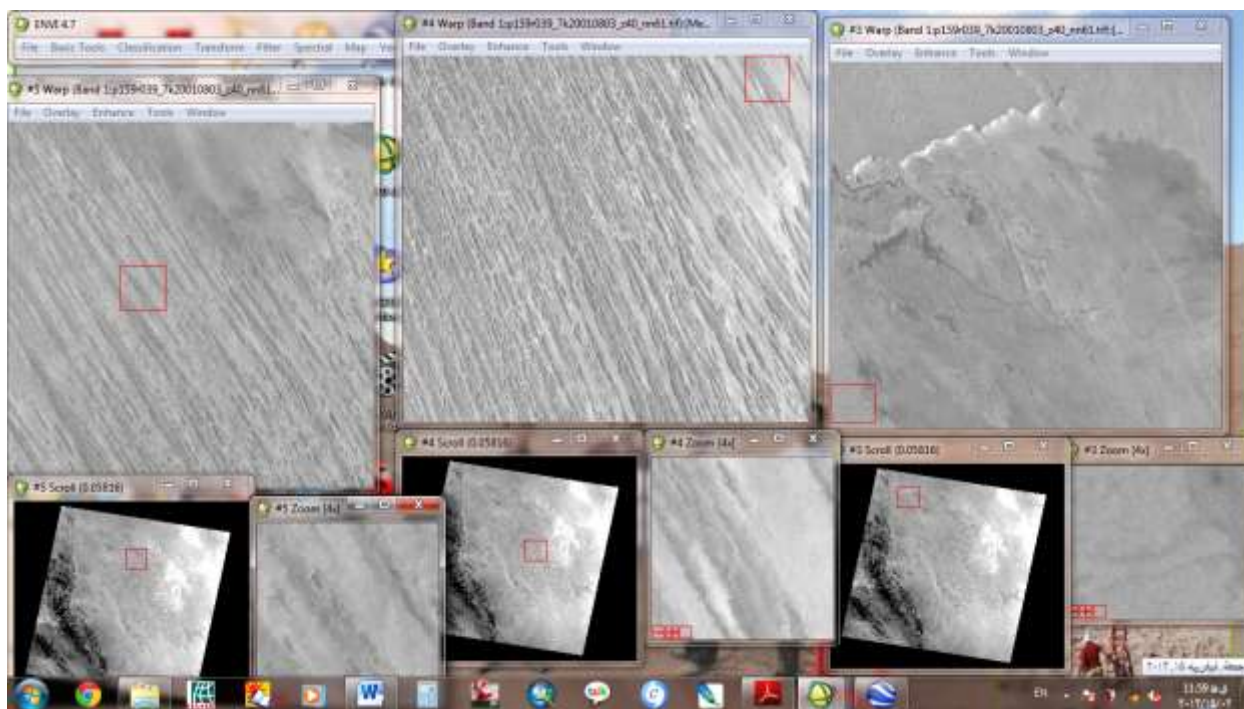 ENVI 4.7
File Basic Tools Classification Transform Filter Spectral Map
#4 Warp (Band 1:p159r039_7k20010803_z40_nn61.tif):(Me...
File Overlay Enhance Tools Window
#3 Warp (Band 1:p159r039_7k20010803_z40_nn61.tif):(...
File Overlay Enhance Tools Window
#5 Warp (Band 1:p159r039_7k20010803_z40_nn61...
File Overlay Enhance Tools Window
#4 Scroll (0.05816)
#4 Zoom [4x]
#3 Scroll (0.05816)
#3 Zoom [4x]
#5 Scroll (0.05816)
#5 Zoom [4x]
talk
EN
11:59